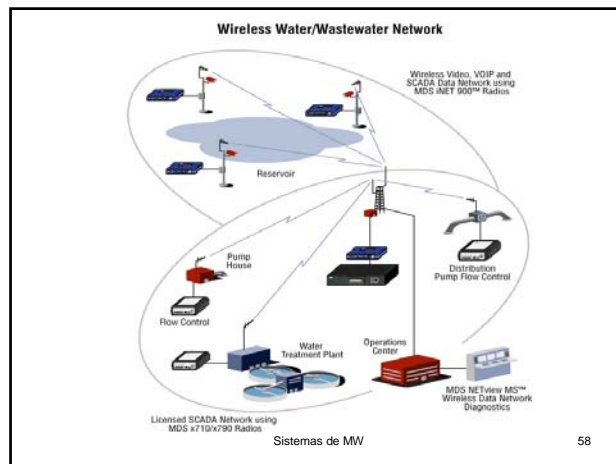 Wireless Water/Wastewater Network
Wireless Video, VOIP and
SCADA Data Network using
MDS iNET 900™ Radios
Reservoir
Pump
House
Flow Control
Distribution
Pump Flow Control
Water
Treatment Plant
Operations
Center
MDS NETview MS™
Wireless Data Network
Diagnostics
Licensed SCADA Network using
MDS x710/x790 Radios
Sistemas de MW
58